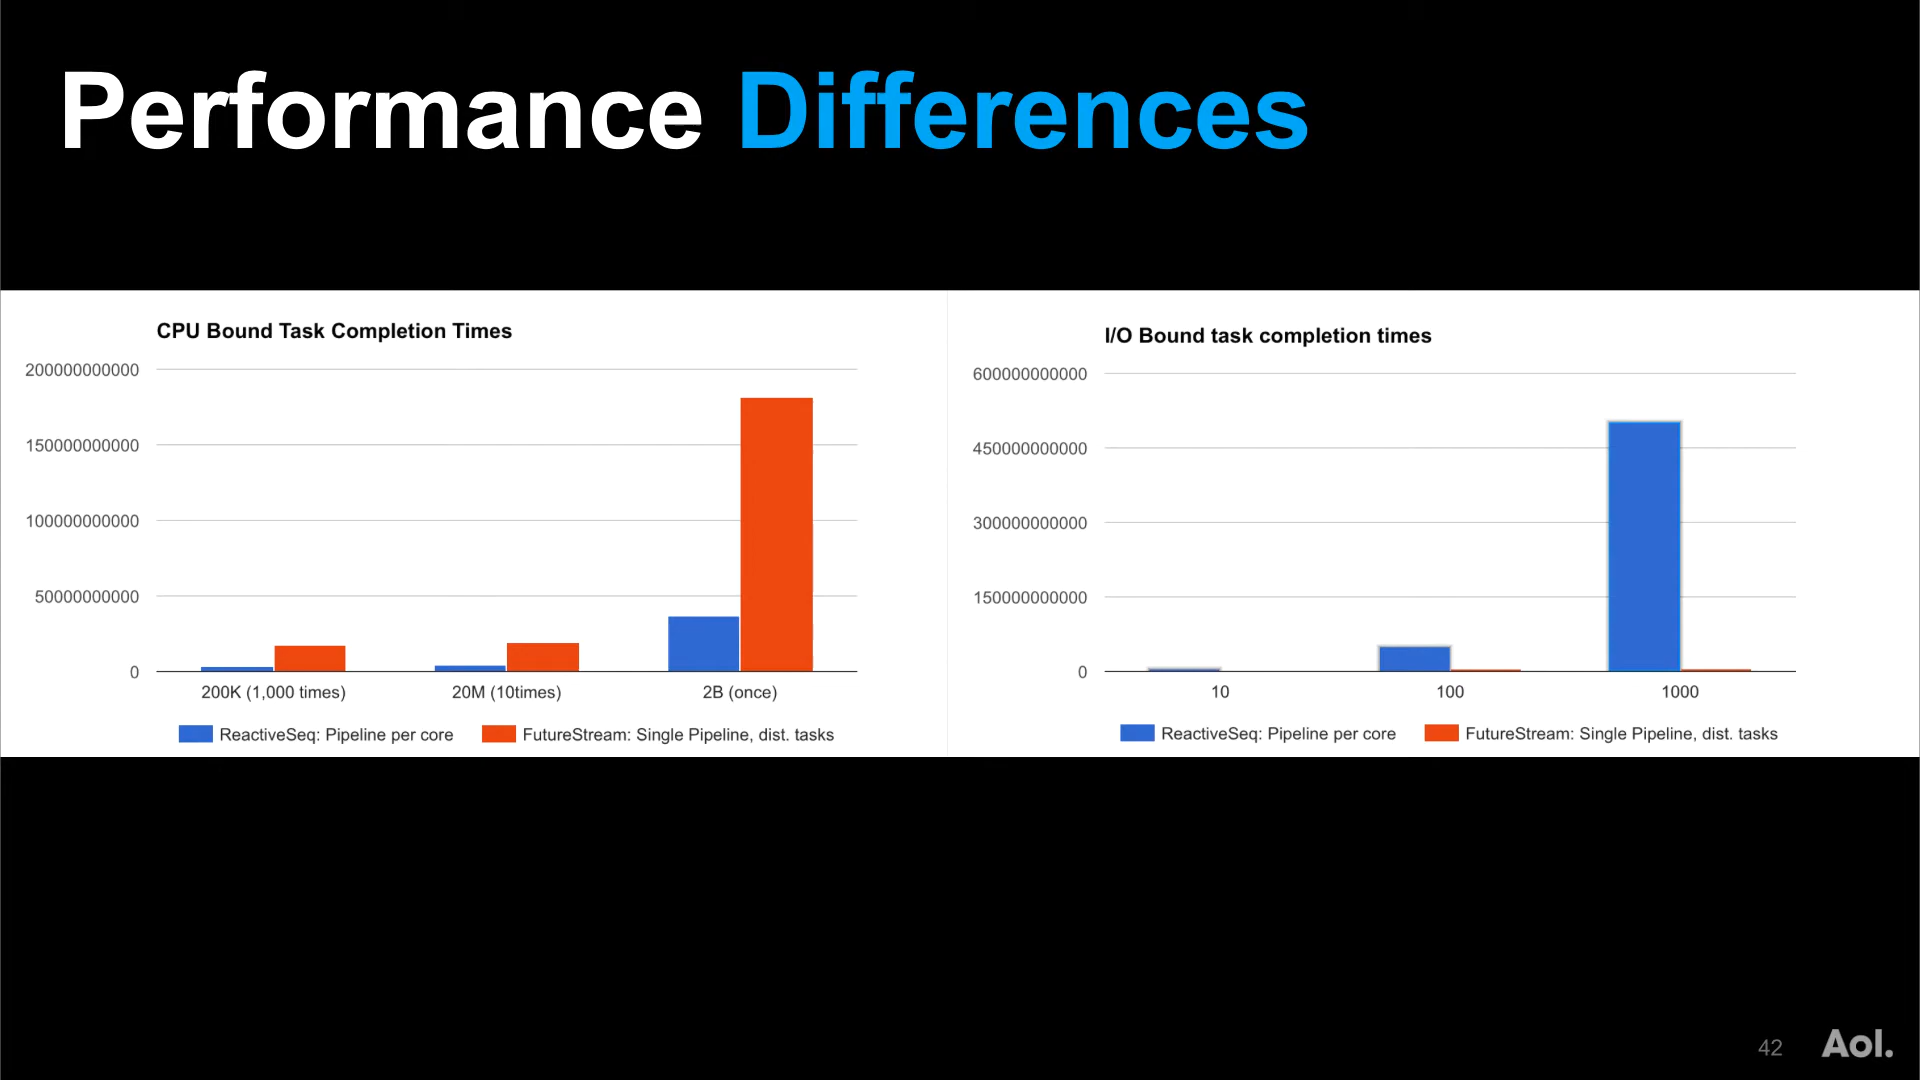 Performance Differences
CPU Bound Task Completion Times
200000000000
150000000000
100000000000
50000000000
0
200K (1,000 times)
20M (10times)
2B (once)
ReactiveSeq: Pipeline per core
FutureStream: Single Pipeline, dist. tasks
I/O Bound task completion times
600000000000
450000000000
300000000000
150000000000
0
10
100
1000
ReactiveSeq: Pipeline per core
FutureStream: Single Pipeline, dist. tasks
42
Aol.